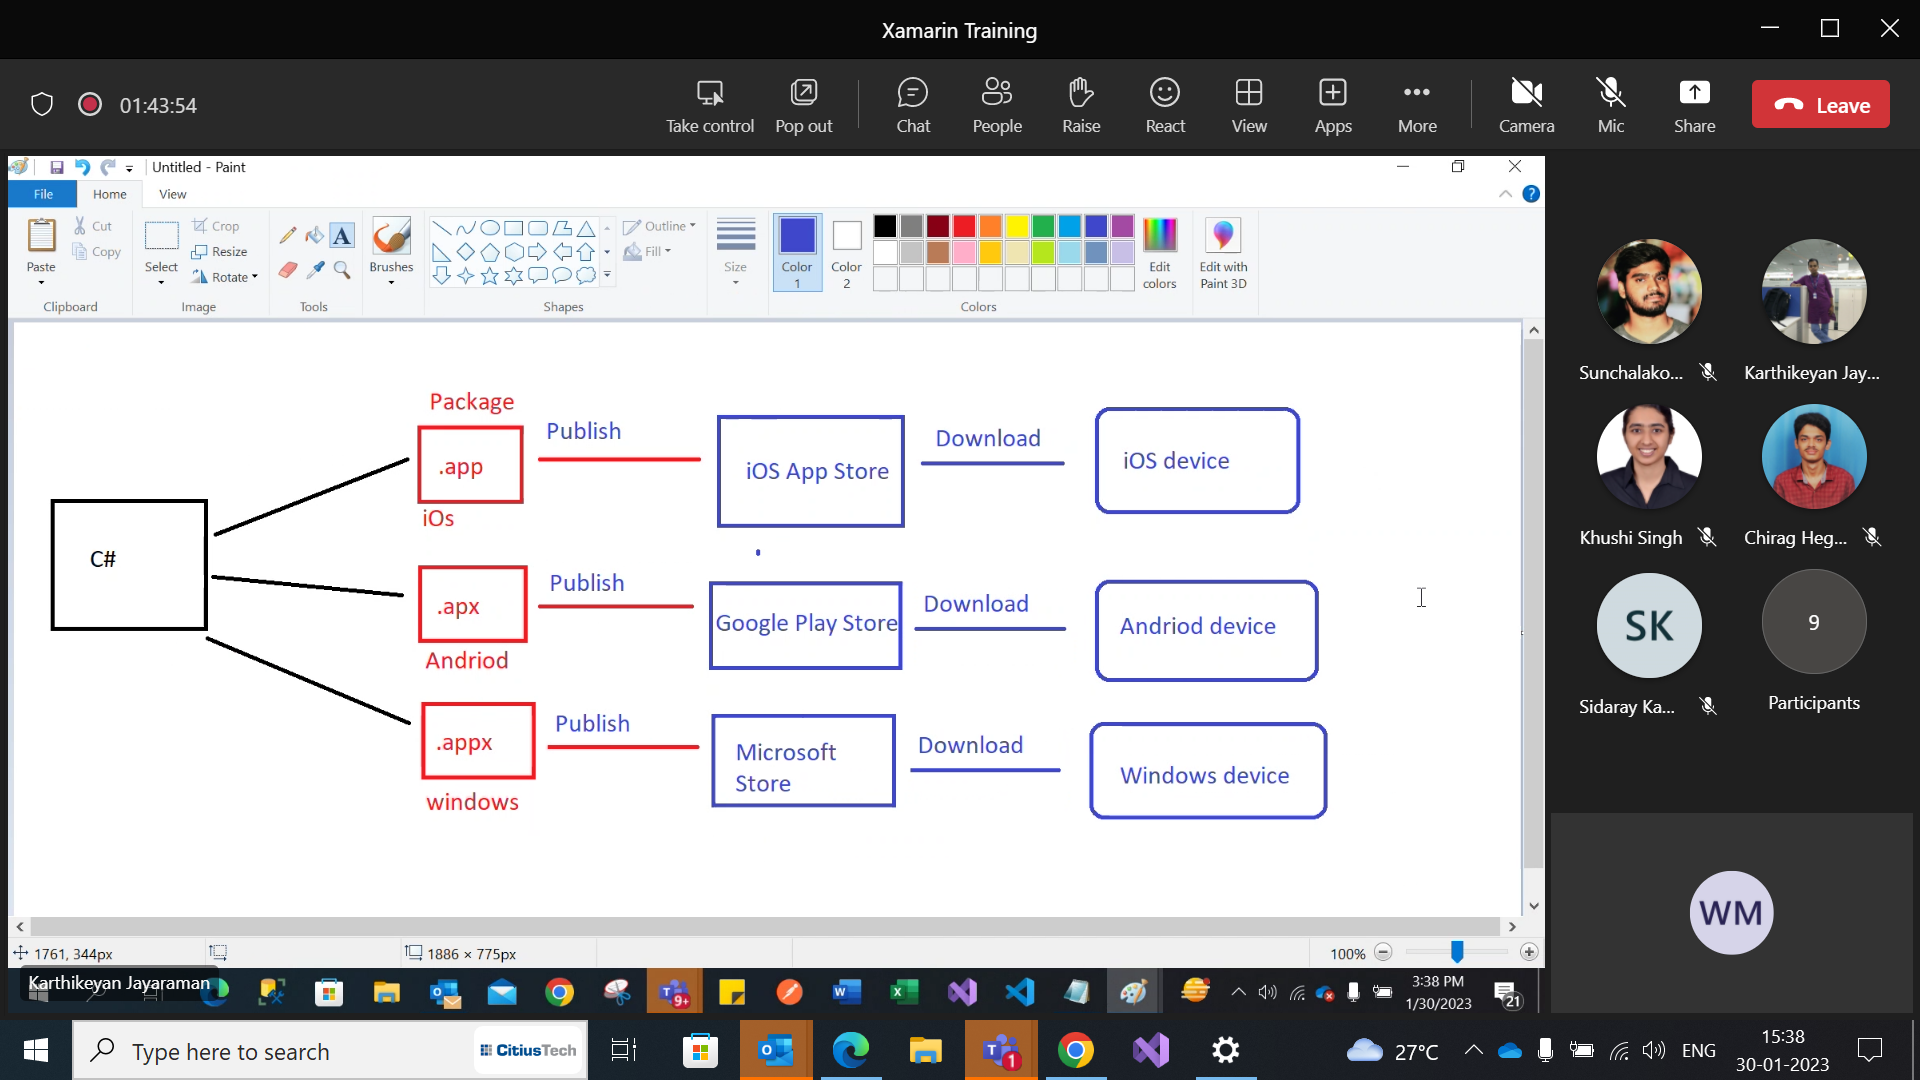 Xamarin Training
01:43:54
Take control
Pop out
Chat
People
Raise
React
View
Apps
More
Camera
Mic
Share
Leave
Untitled - Paint
File
Home
View
Paste
Cut
Copy
Clipboard
Select
Crop
Resize
Rotate
Image
A
Tools
Brushes
Outline
Fill
Shapes
Size
Color
1
Color
2
Edit
colors
Colors
Edit with
Paint 3D
?
C#
Package
.app
iOs
Publish
iOS App Store
Download
iOS device
.apx
Andriod
Publish
Google Play Store
Download
Andriod device
.appx
windows
Publish
Microsoft
Store
Download
Windows device
1761, 344px
1886 × 775px
100%
Karthikeyan Jayaraman
9+
3:38 PM
1/30/2023
21
Sunchalako...
Karthikeyan Jay...
Khushi Singh
Chirag Heg...
SK
Sidaray Ka...
9
Participants
WM
Type here to search
CitiusTech
1
27°C
ENG
15:38
30-01-2023